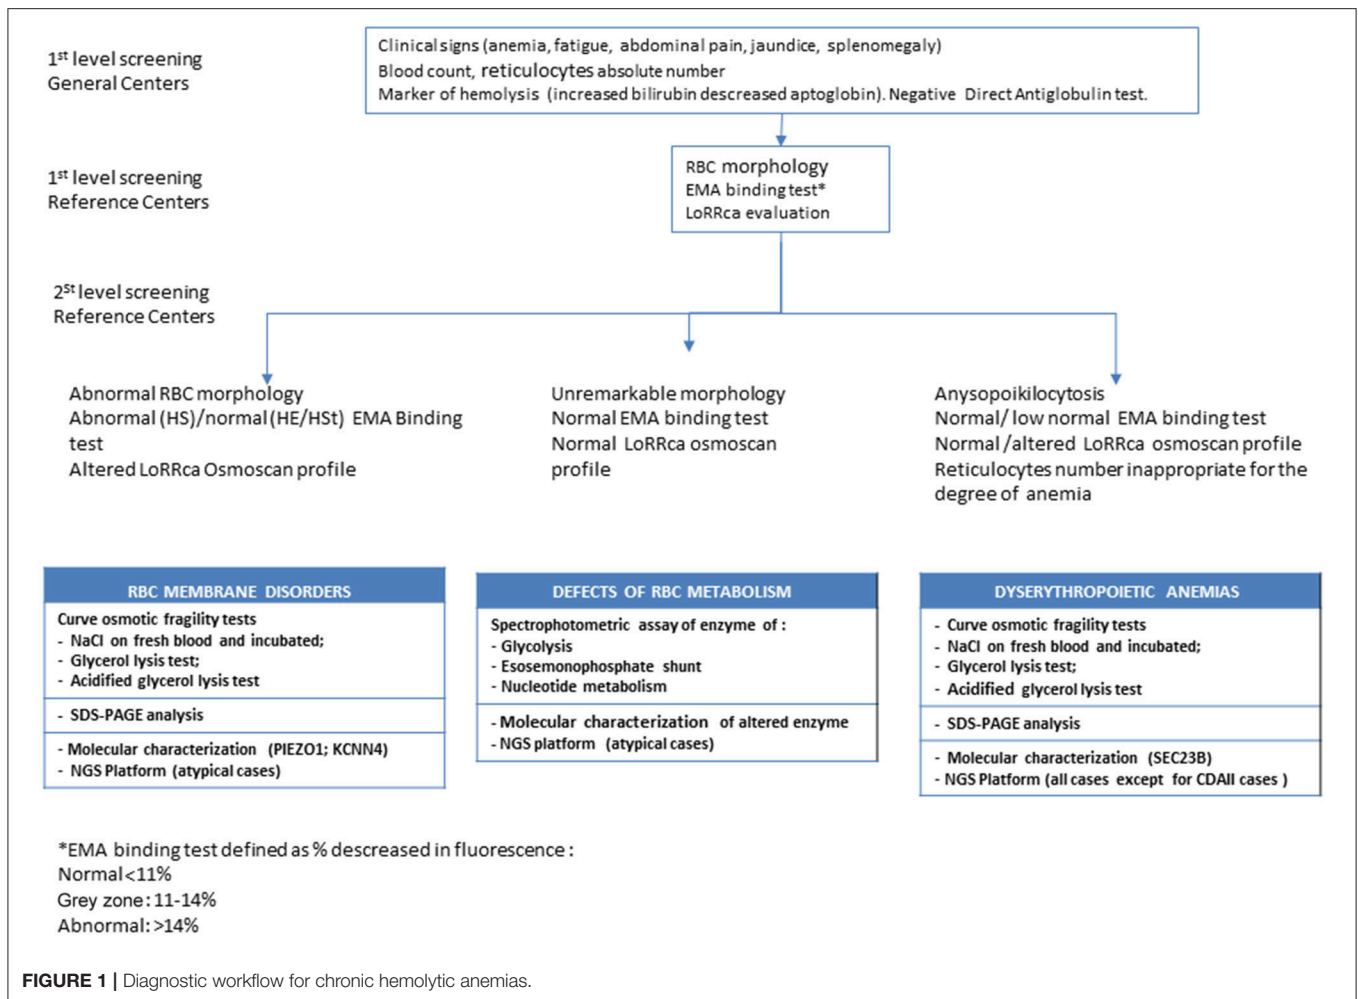 1st level screening
General Centers
Clinical signs (anemia, fatigue, abdominal pain, jaundice, splenomegaly)
Blood count, reticulocytes absolute number
Marker of hemolysis (increased bilirubin descreased aptoglobin). Negative Direct Antiglobulin test.
1st level screening
Reference Centers
RBC morphology
EMA binding test*
LoRRca evaluation
2St level screening
Reference Centers
Abnormal RBC morphology
Abnormal (HS)/normal (HE/HSt) EMA Binding
test
Altered LoRRca Osmoscan profile
Unremarkable morphology
Normal EMA binding test
Normal LoRRca osmoscan
profile
Anysopoikilocytosis
Normal/ low normal EMA binding test
Normal /altered LoRRca osmoscan profile
Reticulocytes number inappropriate for the
degree of anemia
RBC MEMBRANE DISORDERS
Curve osmotic fragility tests
- NaCl on fresh blood and incubated;
- Glycerol lysis test;
- Acidified glycerol lysis test
- SDS-PAGE analysis
- Molecular characterization (PIEZO1; KCNN4)
- NGS Platform (atypical cases)
DEFECTS OF RBC METABOLISM
Spectrophotometric assay of enzyme of :
- Glycolysis
- Esosemonophosphate shunt
- Nucleotide metabolism
- Molecular characterization of altered enzyme
- NGS platform (atypical cases)
DYSERYTHROPOIETIC ANEMIAS
- Curve osmotic fragility tests
- NaCl on fresh blood and incubated;
- Glycerol lysis test;
- Acidified glycerol lysis test
- SDS-PAGE analysis
- Molecular characterization (SEC23B)
- NGS Platform (all cases except for CDAII cases )
*EMA binding test defined as % descreased in fluorescence :
Normal<11%
Grey zone: 11-14%
Abnormal: >14%
FIGURE 1 | Diagnostic workflow for chronic hemolytic anemias.